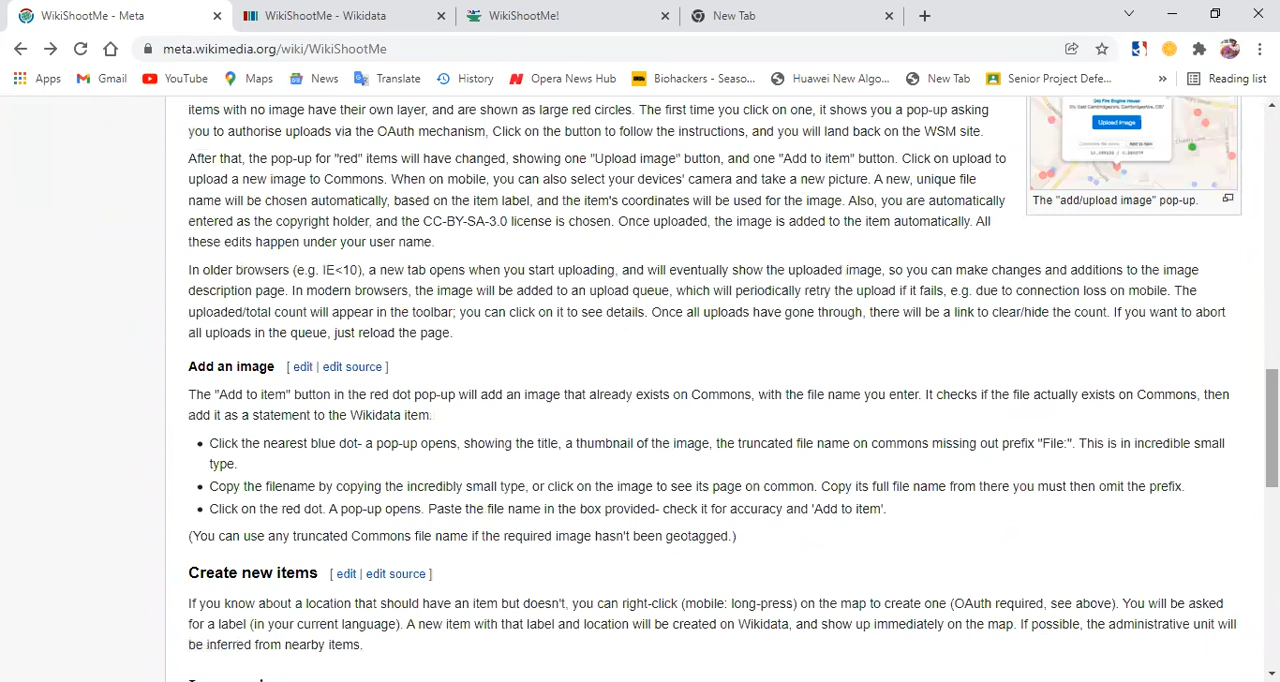 WikiShootMe - Meta
WikiShootMe - Wikidata
WikiShootMe!
New Tab
meta.wikimedia.org/wiki/WikiShootMe
Apps
Gmail
YouTube
Maps
News
Translate
History
Opera News Hub
Biohackers - seaso...
Huawei New Algo...
New Tab
Senior Project Defe...
»
Reading list
items with no image have their own layer, and are shown as large red circles. The first time you click on one, it shows you a pop-up asking
you to authorise uploads via the OAuth mechanism, Click on the button to follow the instructions, and you will land back on the WSM site.
After that, the pop-up for "red" items will have changed, showing one "Upload image" button, and one "Add to item" button. Click on upload to
upload a new image to Commons; on mobile, you can also select your devices' camera and take a new picture. A new, unique file
name will be chosen automatically, based on the item label, and the item's coordinates will be used for the image. Also, you are automatically
entered as the copyright holder, and the CC-BY-SA-3.0 license is chosen. Once uploaded, the image is added to the item automatically. All
these edits happen under your user name.
Upload image
The "add/upload image" pop-up.
In older browsers (e.g. IE<10), a new tab opens when you start uploading, and will eventually show the uploaded image, so you can make changes and additions to the image
description page. In modern browsers, the image will be added to an upload queue, which will periodically retry the upload if it fails, e.g. due to connection loss on mobile. The
uploaded/total count will appear in the toolbar; you can click on it to see details. Once all uploads have gone through, there will be a link to clear/hide the count. If you want to abort
all uploads in the queue, just reload the page.
Add an image [ edit | edit source ]
The "Add to item" button in the red dot pop-up will add an image that already exists on Commons, with the file name you enter. It checks if the file actually exists on Commons, then
add it as a statement to the Wikidata item:
• Click the nearest blue dot- a pop-up opens, showing the title, a thumbnail of the image, the truncated file name on commons missing out prefix "File:". This is in incredible small
type.
• Copy the filename by copying the incredibly small type, or click on the image to see its page on common. Copy its full file name from there you must then omit the prefix.
• Click on the red dot. A pop-up opens. Paste the file name in the box provided- check it for accuracy and 'Add to item'.
(You can use any truncated Commons file name if the required image hasn't been geotagged.)
Create new items [ edit | edit source ]
If you know about a location that should have an item but doesn't, you can right-click (mobile: long-press) on the map to create one (OAuth required, see above). You will be asked
for a label (in your current language). A new item with that label and location will be created on Wikidata, and show up immediately on the map. If possible, the administrative unit will
be inferred from nearby items.